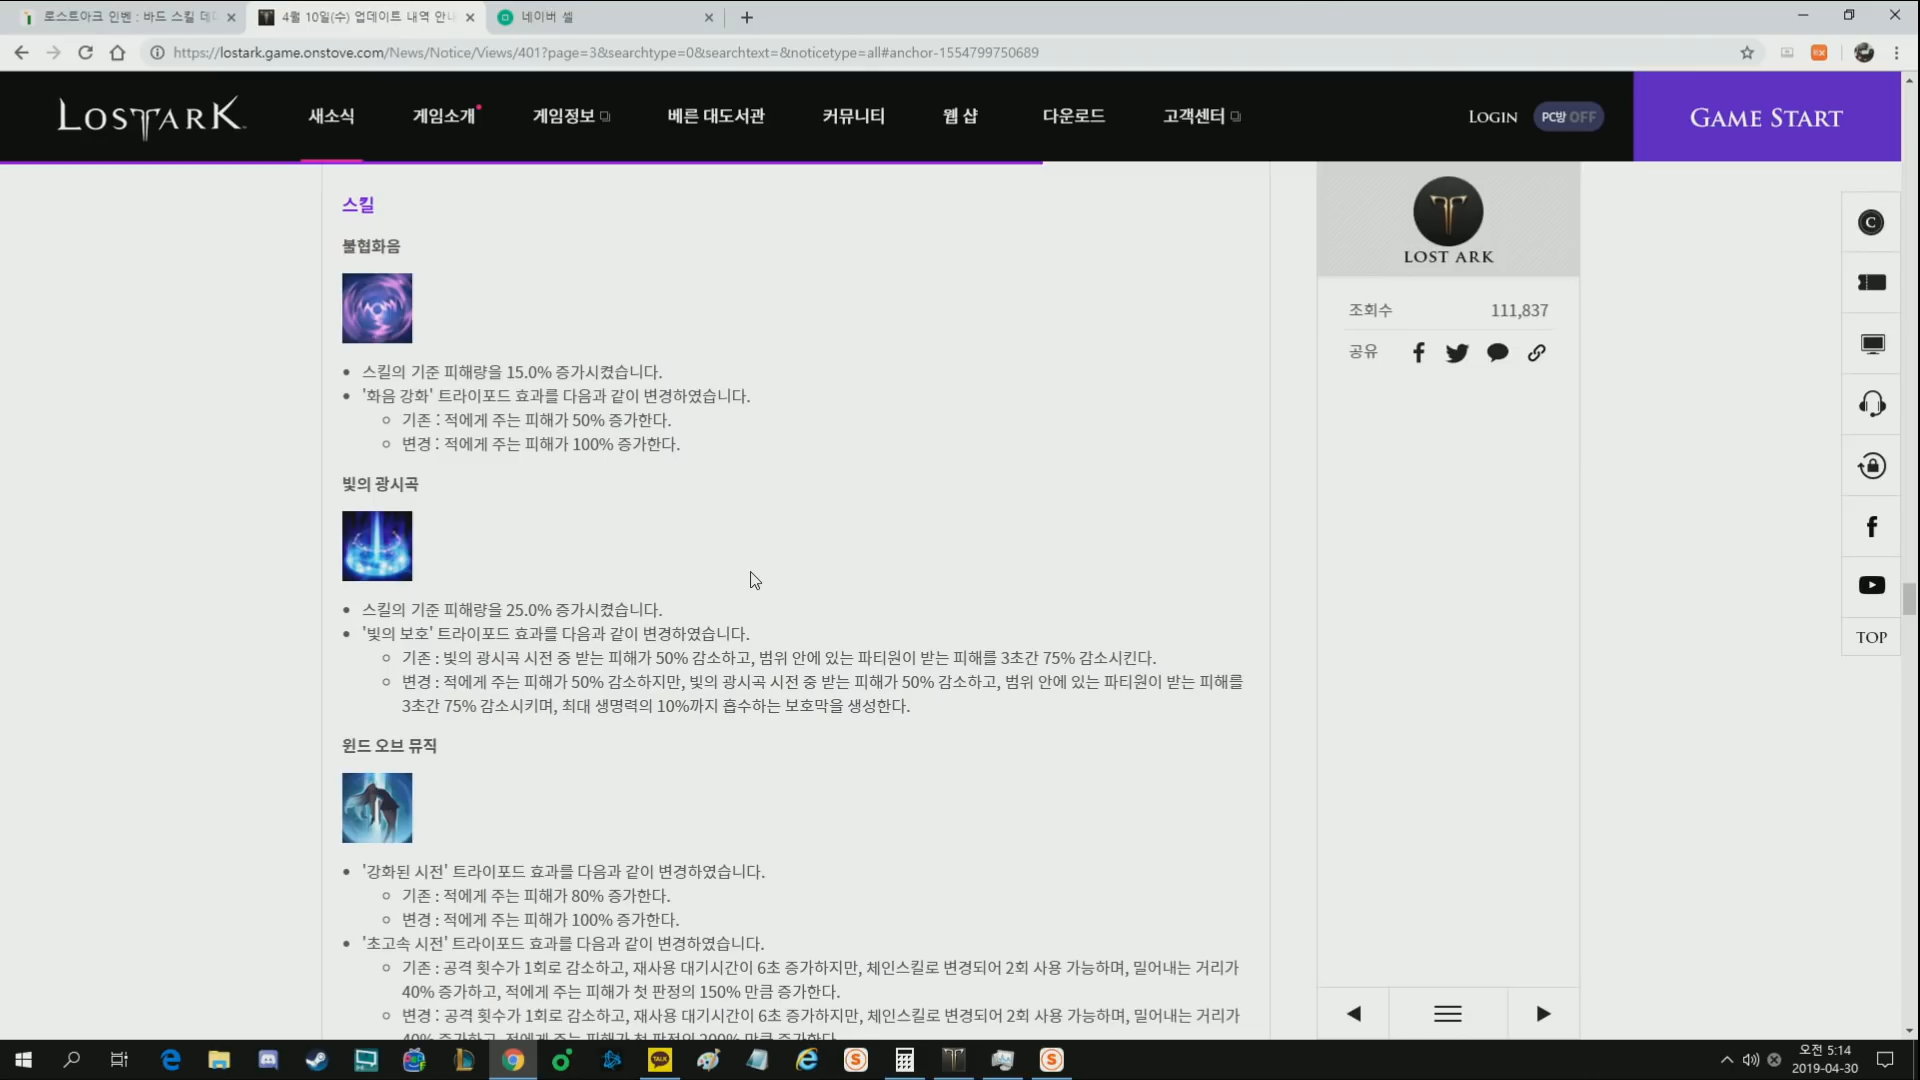 로스트아크 인벤 : 바드 스킬 데
4월 10일(수) 업데이트 내역 안내
네이버 셀
https://lostark.game.onstove.com/News/Notice/Views/401?page=3&searchtype=0&searchtext=&noticetype=all#anchor-1554799750689
LOST ARK
새소식 게임소개 게임정보 베른 대도서관 커뮤니티 웹 샵 다운로드 고객센터
LOGIN PC방 OFF GAME START
스킬
불협화음
• 스킬의 기준 피해량을 15.0% 증가시켰습니다.
• '화음 강화' 트라이포드 효과를 다음과 같이 변경하였습니다.
○ 기존 : 적에게 주는 피해가 50% 증가한다.
○ 변경 : 적에게 주는 피해가 100% 증가한다.
빛의 광시곡
• 스킬의 기준 피해량을 25.0% 증가시켰습니다.
• '빛의 보호' 트라이포드 효과를 다음과 같이 변경하였습니다.
○ 기존 : 빛의 광시곡 시전 중 받는 피해가 50% 감소하고, 범위 안에 있는 파티원이 받는 피해를 3초간 75% 감소시킨다.
○ 변경 : 적에게 주는 피해가 50% 감소하지만, 빛의 광시곡 시전 중 받는 피해가 50% 감소하고, 범위 안에 있는 파티원이 받는 피해를
3초간 75% 감소시키며, 최대 생명력의 10%까지 흡수하는 보호막을 생성한다.
윈드 오브 뮤직
• '강화된 시전' 트라이포드 효과를 다음과 같이 변경하였습니다.
○ 기존 : 적에게 주는 피해가 80% 증가한다.
○ 변경 : 적에게 주는 피해가 100% 증가한다.
• '초고속 시전' 트라이포드 효과를 다음과 같이 변경하였습니다.
○ 기존 : 공격 횟수가 1회로 감소하고, 재사용 대기시간이 6초 증가하지만, 체인스킬로 변경되어 2회 사용 가능하며, 밀어내는 거리가
40% 증가하고, 적에게 주는 피해가 첫 판정의 150% 만큼 증가한다.
○ 변경 : 공격 횟수가 1회로 감소하고, 재사용 대기시간이 6초 증가하지만, 체인스킬로 변경되어 2회 사용 가능하며, 밀어내는 거리가
40% 증가하고, 적에게 주는 피해가 첫 판정의 200% 만큼 증가한다.
LOST ARK
조회수 111,837
공유
C
TOP
TALK
오전 5:14
2019-04-30